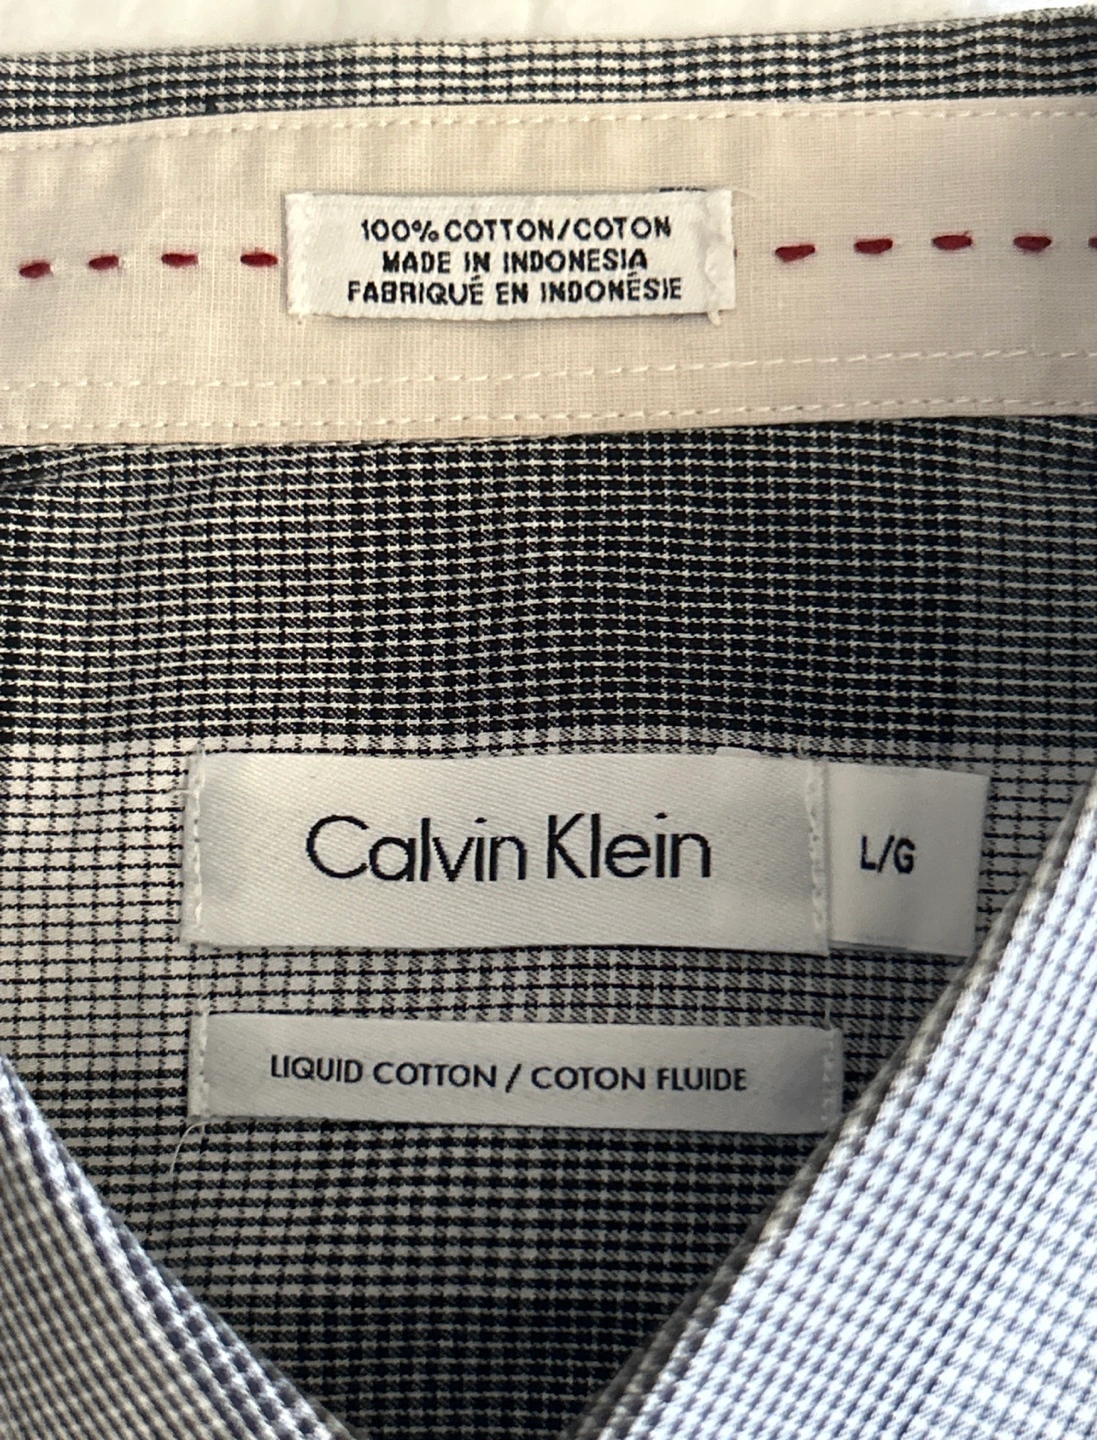 100% COTTON/COTON
MADE IN INDONESIA
FABRIQUÉ EN INDONÉSIE
Calvin Klein
L/G
LIQUID COTTON / COTON FLUIDE